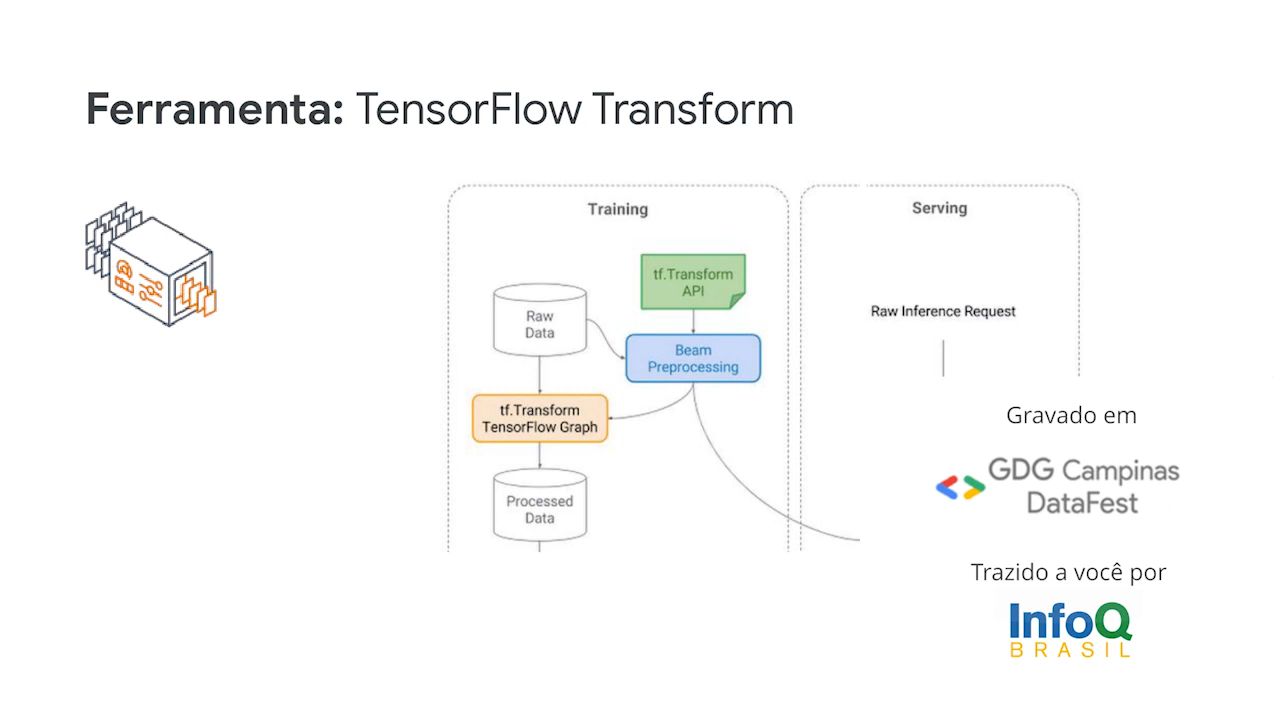 Ferramenta: TensorFlow Transform
Training
tf.Transform
API
Raw
Data
Beam
Preprocessing
tf.Transform
TensorFlow Graph
Processed
Data
Serving
Raw Inference Request
Gravado em
GDG Campinas
DataFest
Trazido a você por
InfoQ
BRASIL